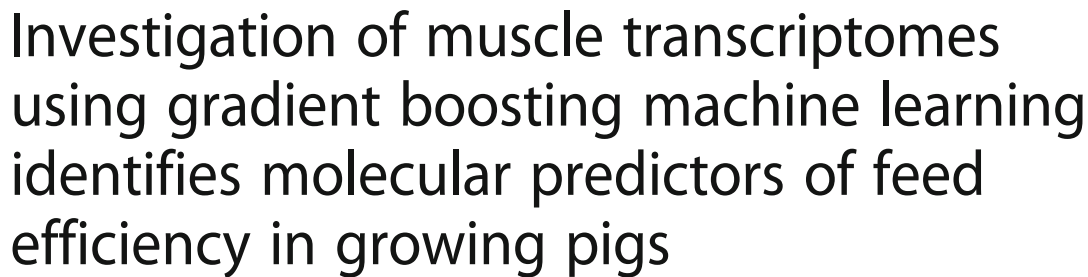 Investigation of muscle transcriptomes
using gradient boosting machine learning
identifies molecular predictors of feed
efficiency in growing pigs